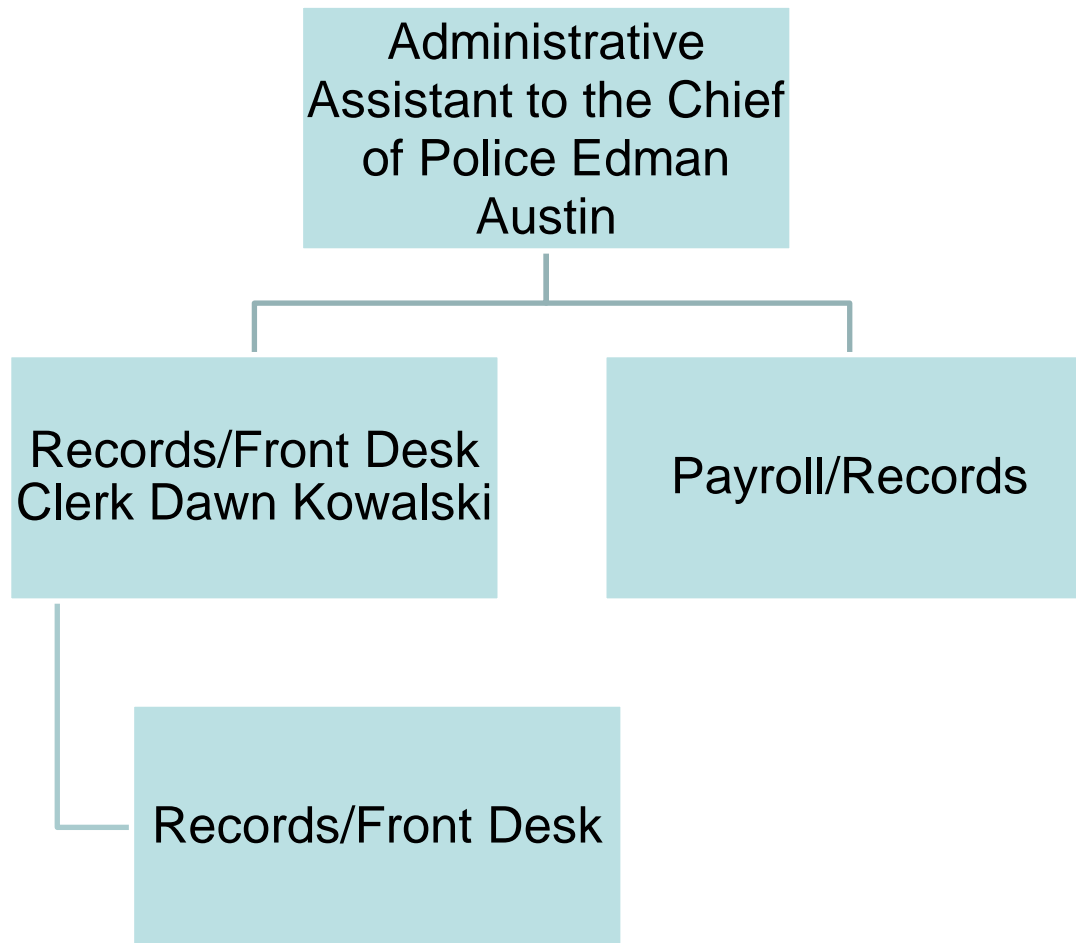 Administrative
Assistant to the Chief
of Police Edman
Austin
Records/Front Desk
Clerk Dawn Kowalski
Payroll/Records
Records/Front Desk